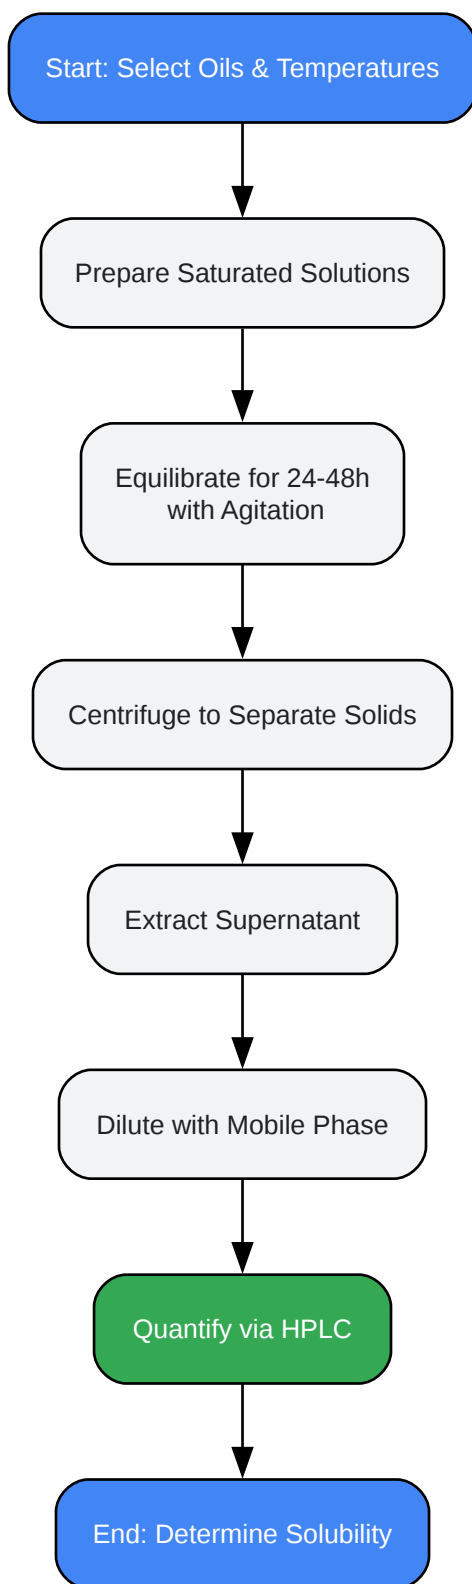 Start: Select Oils & Temperatures
Prepare Saturated Solutions
Equilibrate for 24-48h
with Agitation
Centrifuge to Separate Solids
Extract Supernatant
Dilute with Mobile Phase
Quantify via HPLC
End: Determine Solubility